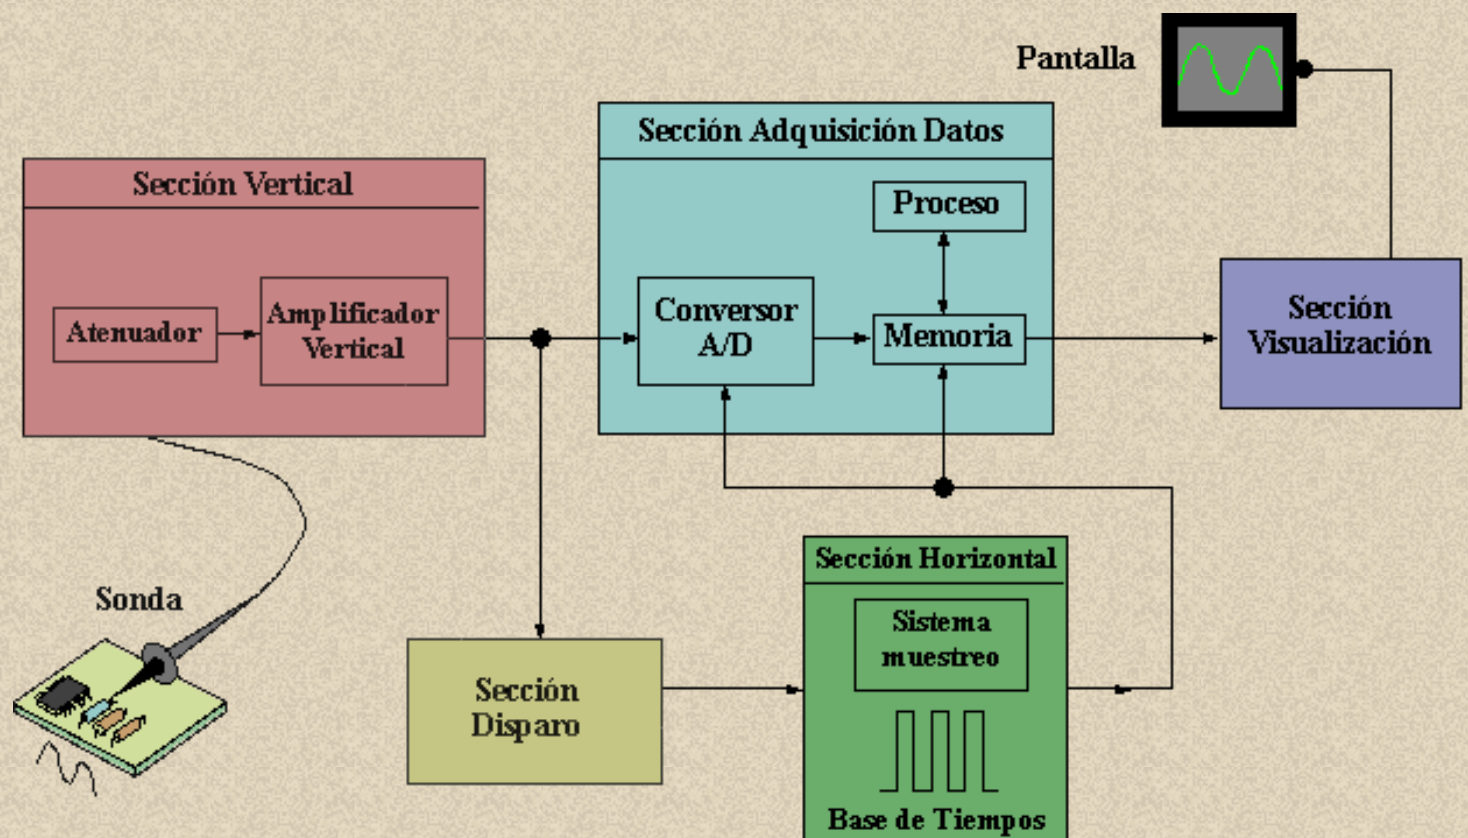 Pantalla
Sección Adquisición Datos
Sección Vertical
Proceso
Atenuador
Amplificador
Vertical
Conversor
A/D
Memoria
Sección
Visualización
Sonda
Sección
Disparo
Sección Horizontal
Sistema
muestreo
Base de Tiempos